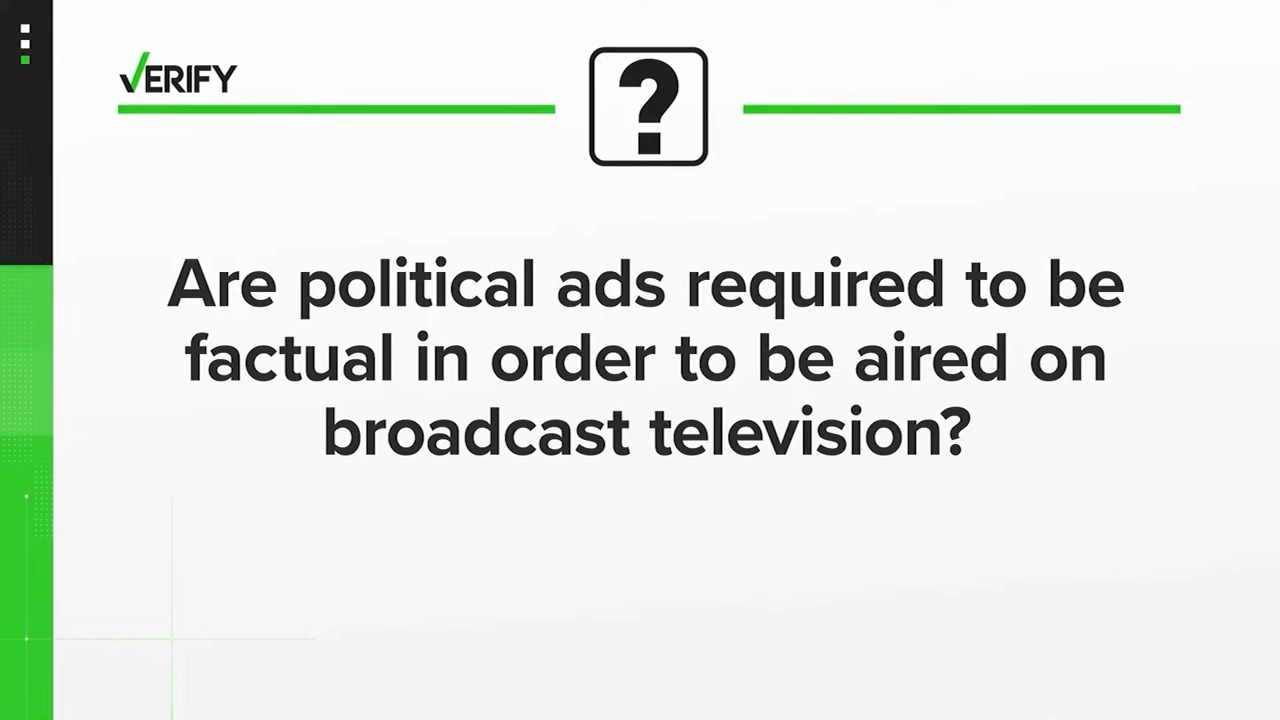 VERIFY
?
Are political ads required to be
factual in order to be aired on
broadcast television?